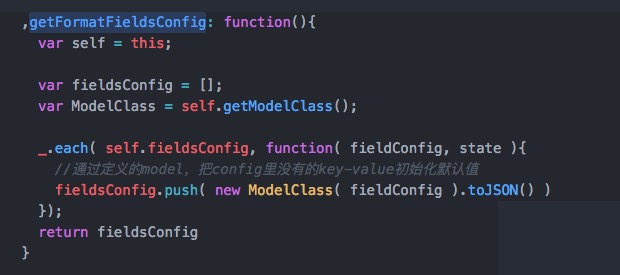 ,getFormatFieldsConfig: function(){
var self = this;
var fieldsConfig = [];
var ModelClass = self.getModelClass();
_.each( self.fieldsConfig, function( fieldConfig, state ){
//通过定义的model, 把config里没有的key-value初始化默认值
fieldsConfig.push( new ModelClass( fieldConfig ).toJSON() )
});
return fieldsConfig
}